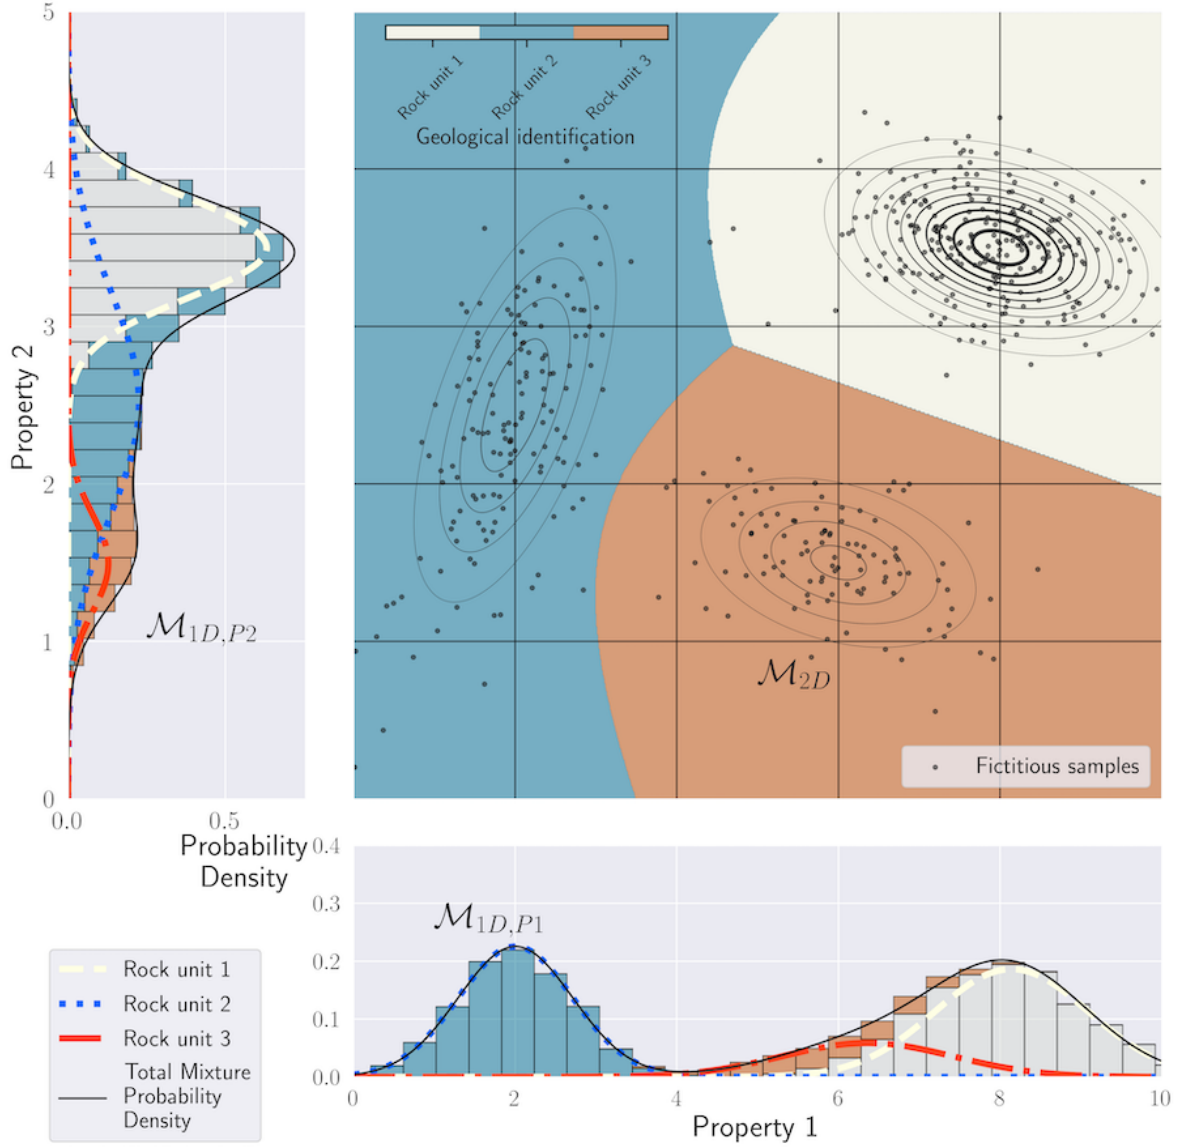 5
4
3
2
1
0
Property 2
0.0 0.5
Probability
Density
ℳ1D,P2
Rock unit 1
Rock unit 2
Rock unit 3
Geological identification
ℳ2D
Fictitious samples
0.4
0.3
0.2
0.1
0.0
ℳ1D,P1
0 2 4 6 8 10
Property 1
Rock unit 1
Rock unit 2
Rock unit 3
Total Mixture
Probability
Density